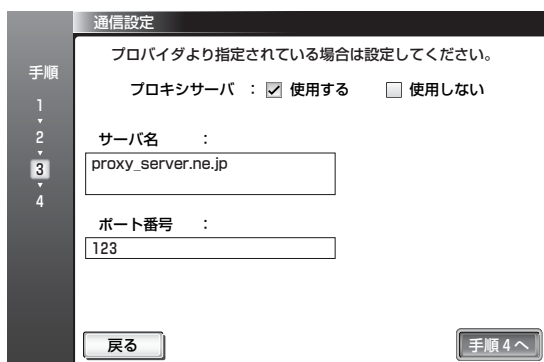 通信設定
プロバイダより指定されている場合は設定してください。
手順
1
2
3
4
プロキシサーバ : 使用する 使用しない
サーバ名 :
proxy_server.ne.jp
ポート番号 :
123
戻る
手順4へ